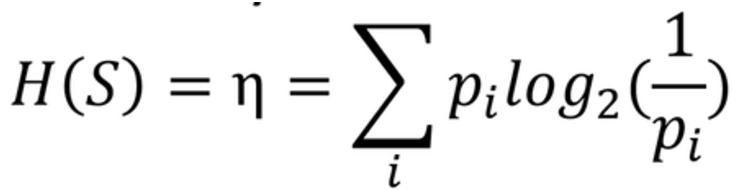 H(S) = η = ∑_i p_i log_2(1/p_i)